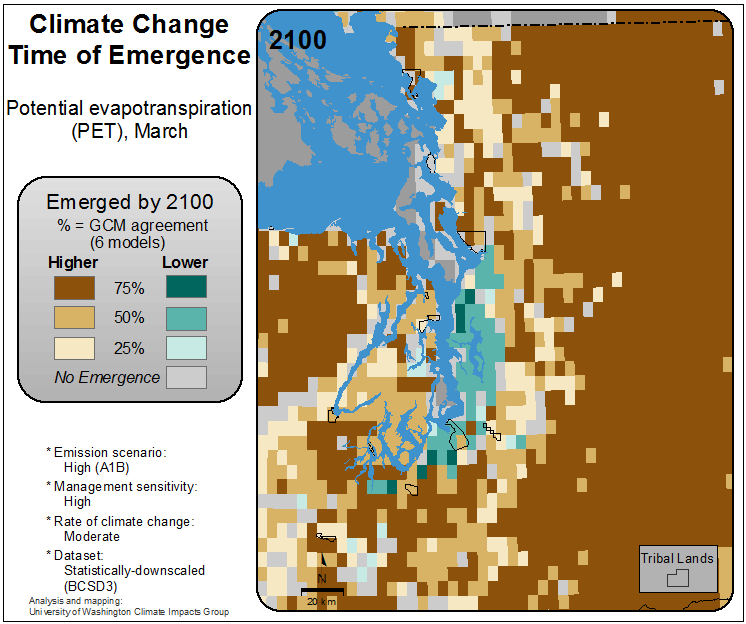 Climate Change
Time of Emergence
Potential evapotranspiration
(PET), March
Emerged by 2100
% = GCM agreement
(6 models)
Higher Lower
75%
50%
25%
No Emergence
* Emission scenario:
High (A1B)
* Management sensitivity:
High
* Rate of climate change:
Moderate
* Dataset:
Statistically-downscaled
(BCSD3)
Analysis and mapping:
University of Washington Climate Impacts Group
2100
N
20 km
Tribal Lands